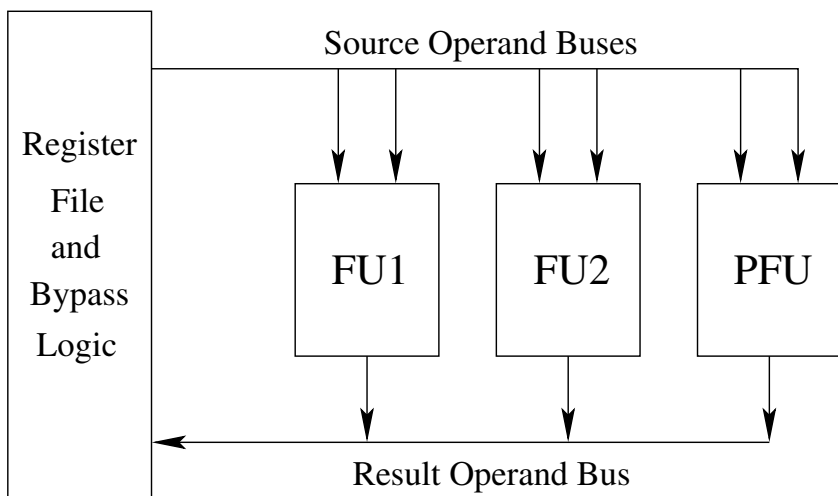 Source Operand Buses
Register
File
and
Bypass
Logic
FU1
FU2
PFU
Result Operand Bus